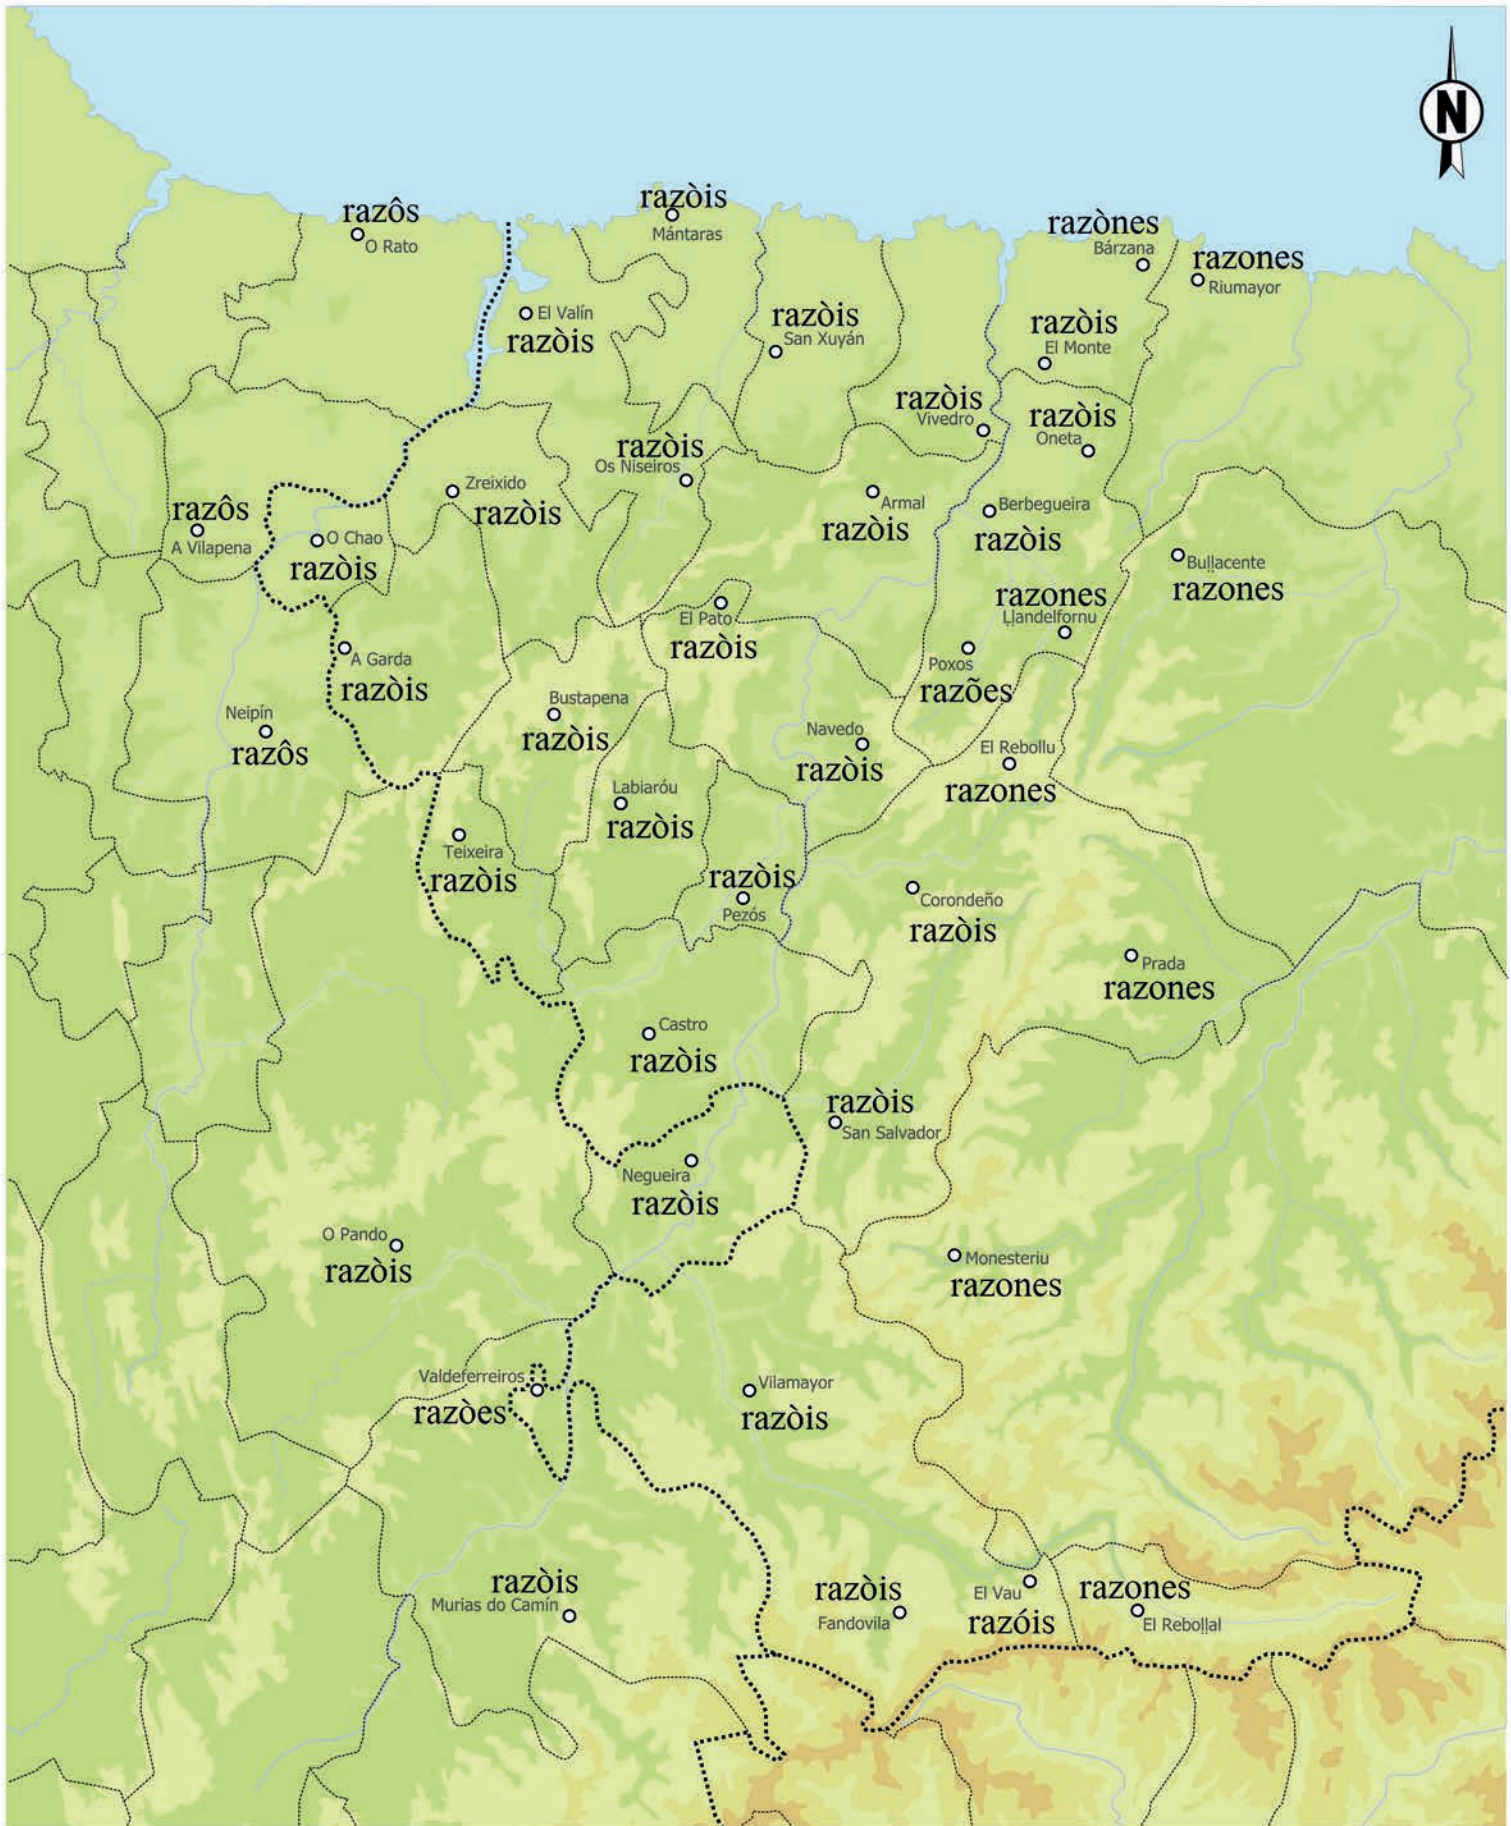 N
razòis
Mántaras
razôs
O Rato
razònes
Bárzana
razones
Riumayor
El Valín
razòis
razòis
San Xuyán
razòis
El Monte
razòis
Vivedro
razòis
Oneta
razòis
Os Niseiros
Zreixido
razòis
Armal
razòis
Berbegueira
razòis
razôs
A Vilapena
O Chao
razòis
Buḷḷacente
razones
razones
Ḷḷandelfornu
El Pato
razòis
A Garda
razòis
Poxos
razões
Bustapena
razòis
Neipín
razôs
Navedo
razòis
El Rebollu
razones
Labiaróu
razòis
Teixeira
razòis
razòis
Pezós
Corondeño
razòis
Prada
razones
Castro
razòis
razòis
San Salvador
Negueira
razòis
O Pando
razòis
Monesteriu
razones
Valdeferreiros
razòes
Vilamayor
razòis
razòis
Murias do Camín
razòis
Fandovila
El Vau
razóis
razones
El Reboḷḷal